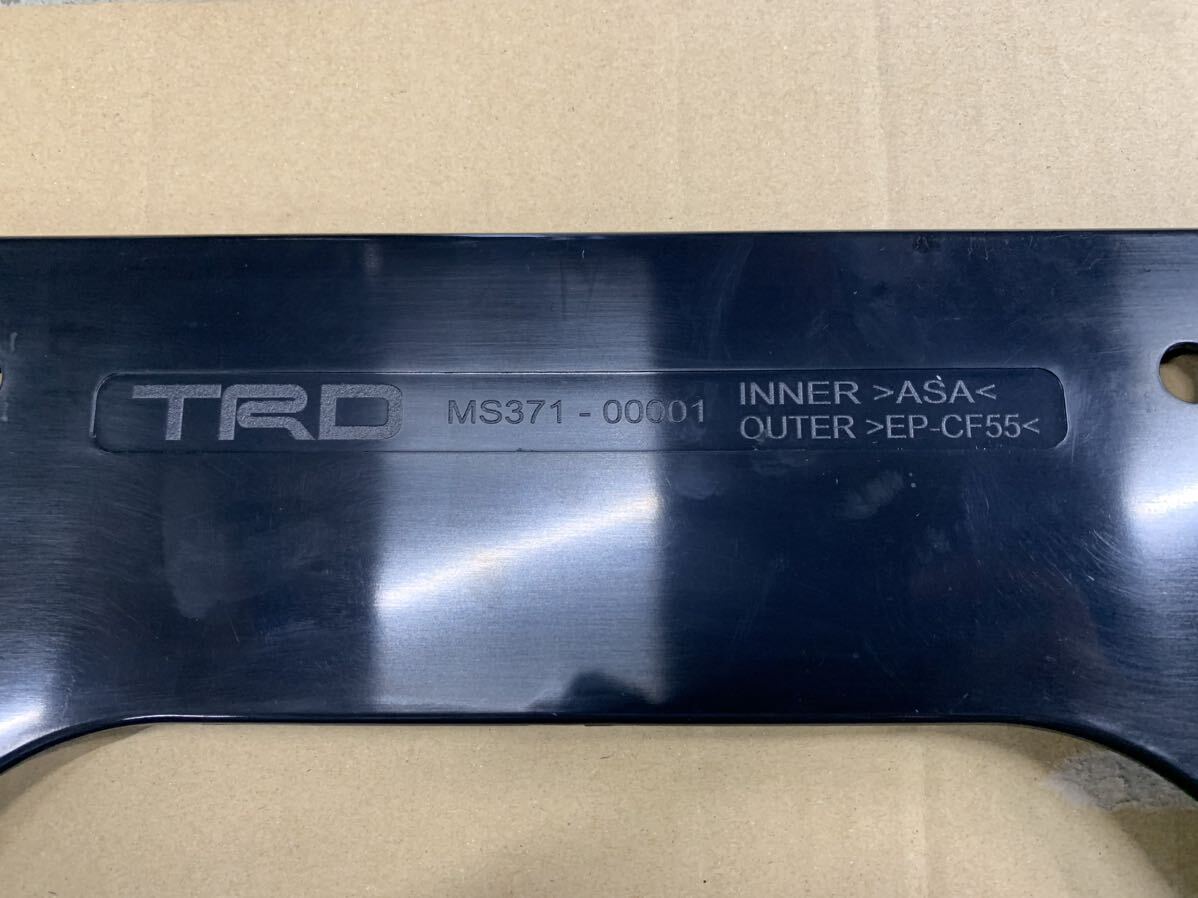 TRD MS371 - 00001 INNER >ASA<
OUTER >EP-CF55<